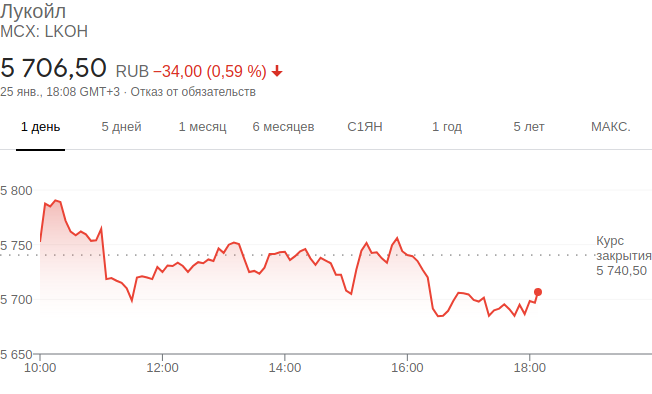 Лукойл
MCX: LKOH
5 706,50 RUB −34,00 (0,59 %)
25 янв., 18:08 GMT+3 · Отказ от обязательств
1 день 5 дней 1 месяц 6 месяцев С1ЯН 1 год 5 лет МАКС.
5 800
5 750
Курс
закрытия
5 740,50
5 700
5 650
10:00 12:00 14:00 16:00 18:00